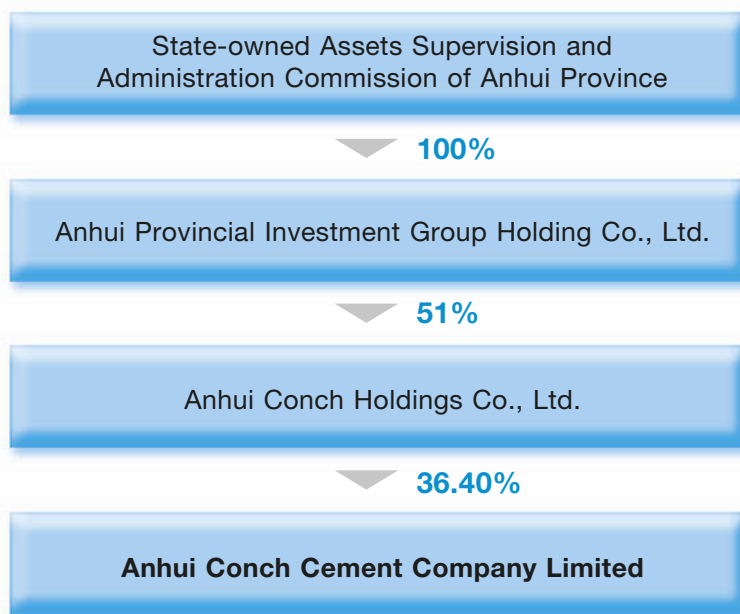 State-owned Assets Supervision and
Administration Commission of Anhui Province
100%
Anhui Provincial Investment Group Holding Co., Ltd.
51%
Anhui Conch Holdings Co., Ltd.
36.40%
Anhui Conch Cement Company Limited